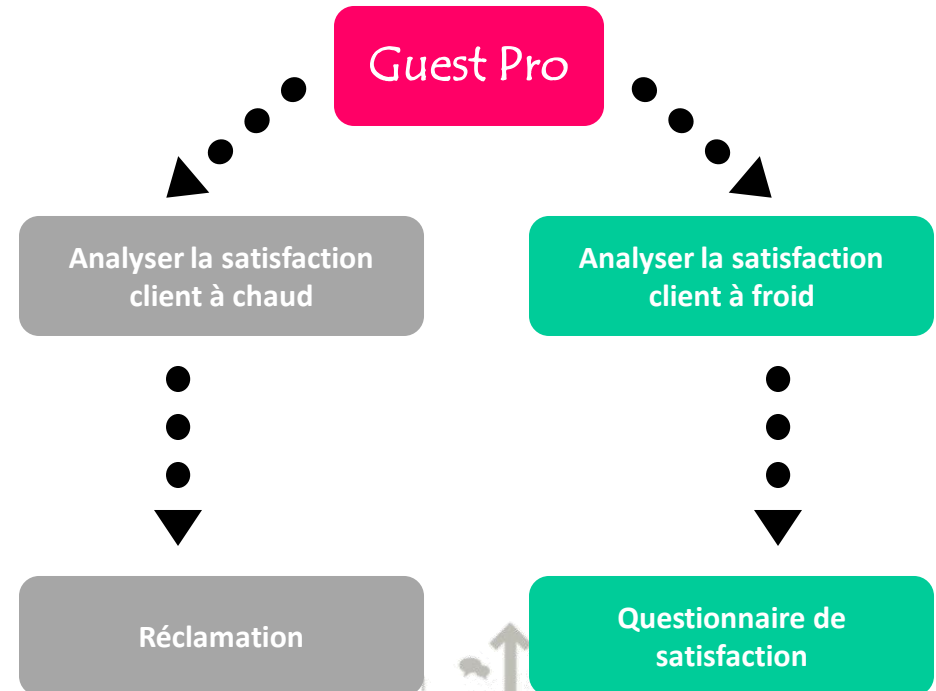 Guest Pro
Analyser la satisfaction
client à chaud
Analyser la satisfaction
client à froid
Réclamation
Questionnaire de
satisfaction